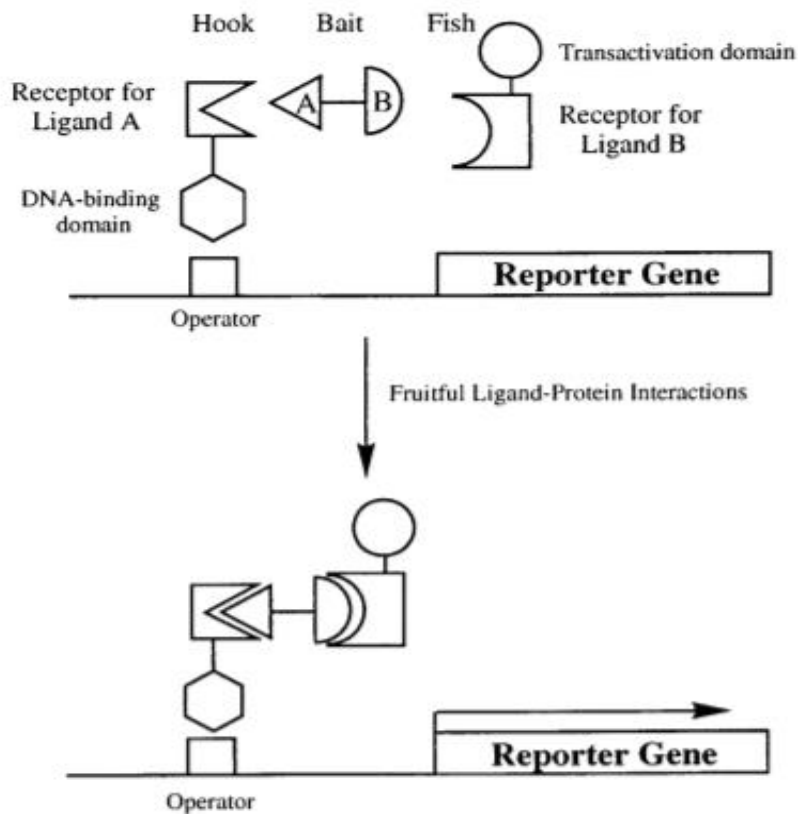 Hook Bait Fish
Transactivation domain
Receptor for
Ligand A
A B
Receptor for
Ligand B
DNA-binding
domain
Reporter Gene
Operator
Fruitful Ligand-Protein Interactions
Reporter Gene
Operator